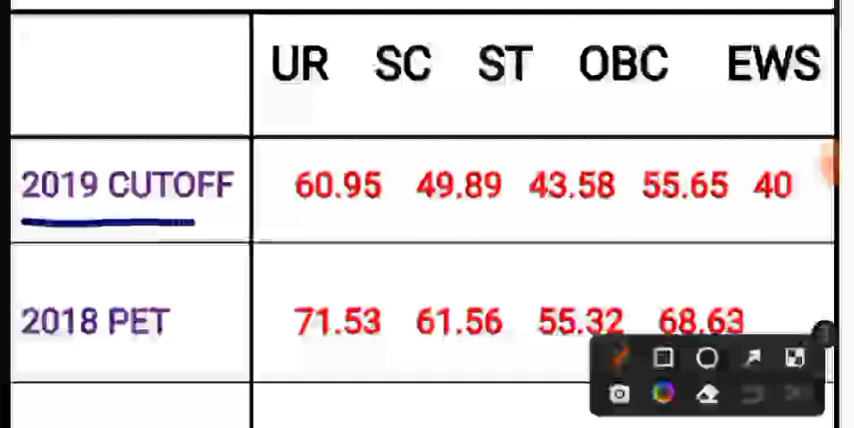 UR SC ST OBC EWS
2019 CUTOFF 60.95 49.89 43.58 55.65 40
2018 PET 71.53 61.56 55.32 68.63